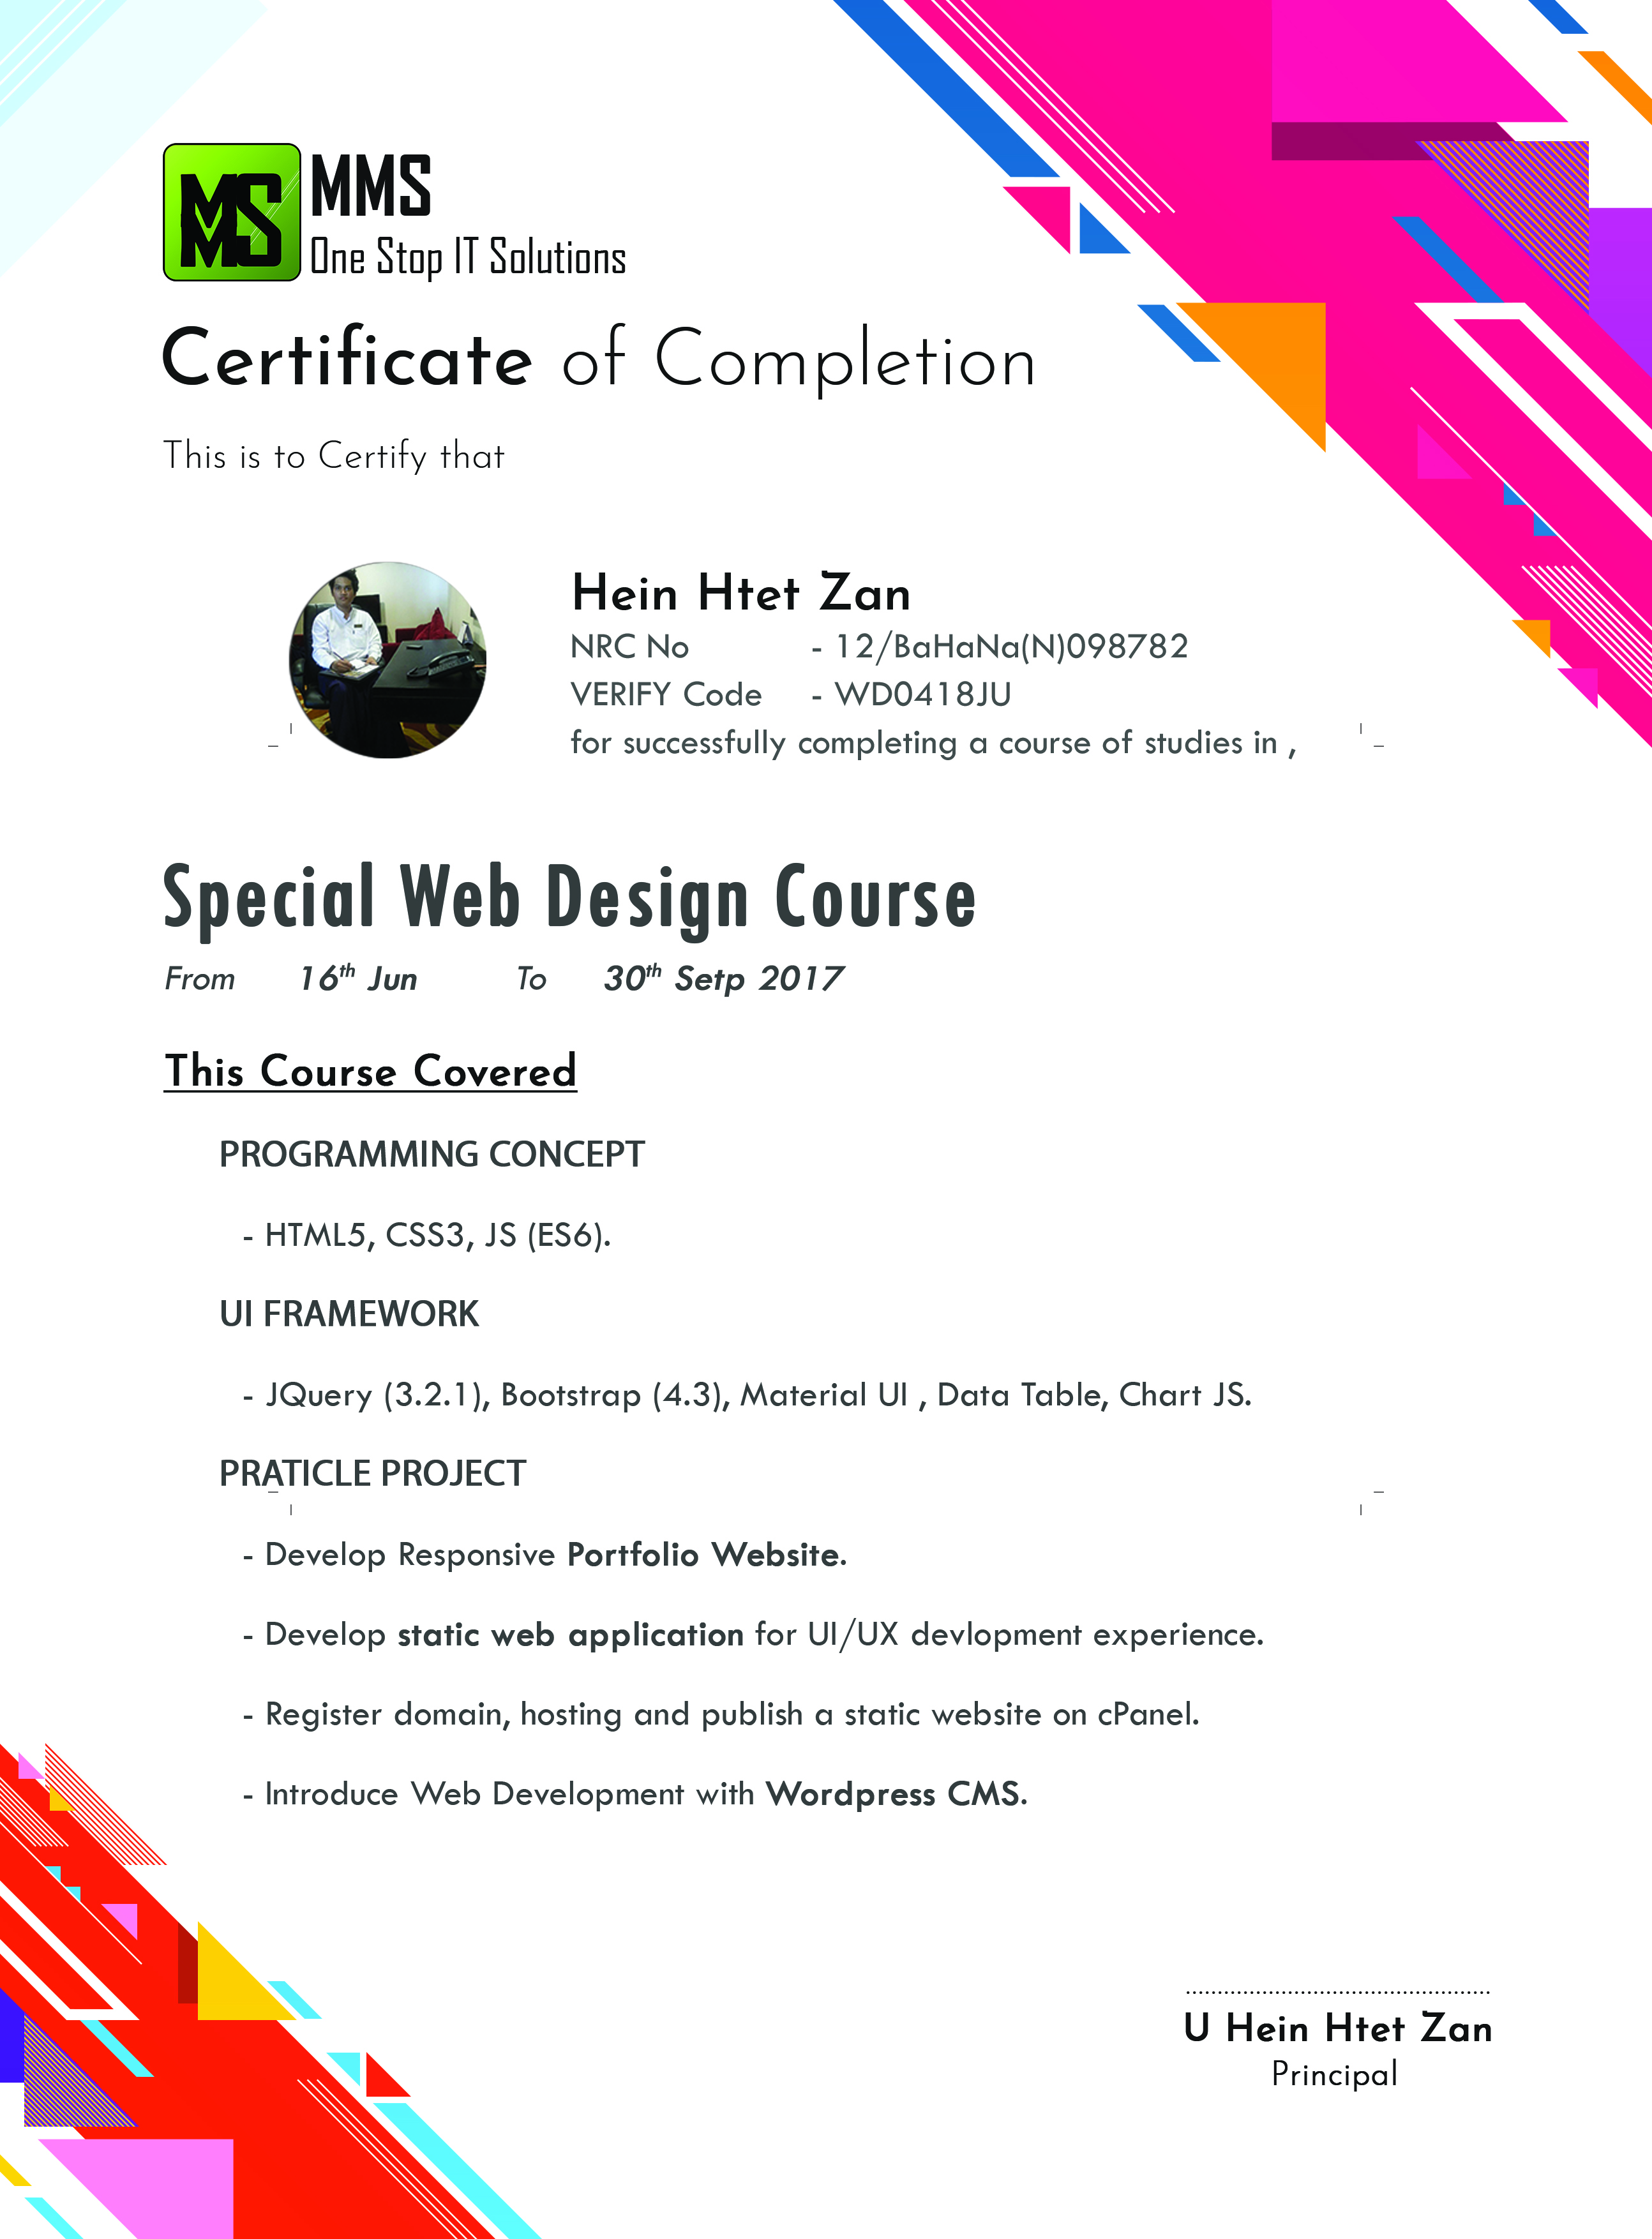 MMS
MMS
One Stop IT Solutions
Certificate of Completion
This is to Certify that
Hein Htet Zan
NRC No - 12/BaHaNa(N)098782
VERIFY Code - WD0418JU
for successfully completing a course of studies in ,
Special Web Design Course
From 16th Jun To 30th Setp 2017
This Course Covered
PROGRAMMING CONCEPT
- HTML5, CSS3, JS (ES6).
UI FRAMEWORK
- JQuery (3.2.1), Bootstrap (4.3), Material UI , Data Table, Chart JS.
PRATICLE PROJECT
- Develop Responsive Portfolio Website.
- Develop static web application for UI/UX devlopment experience.
- Register domain, hosting and publish a static website on cPanel.
- Introduce Web Development with Wordpress CMS.
U Hein Htet Zan
Principal